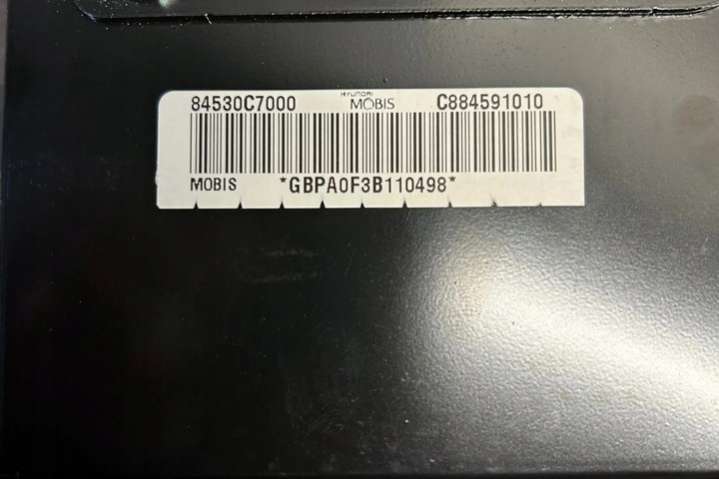 84530C7000 HYUNDAI MOBIS C884591010
MOBIS *GBPA0F3B110498*